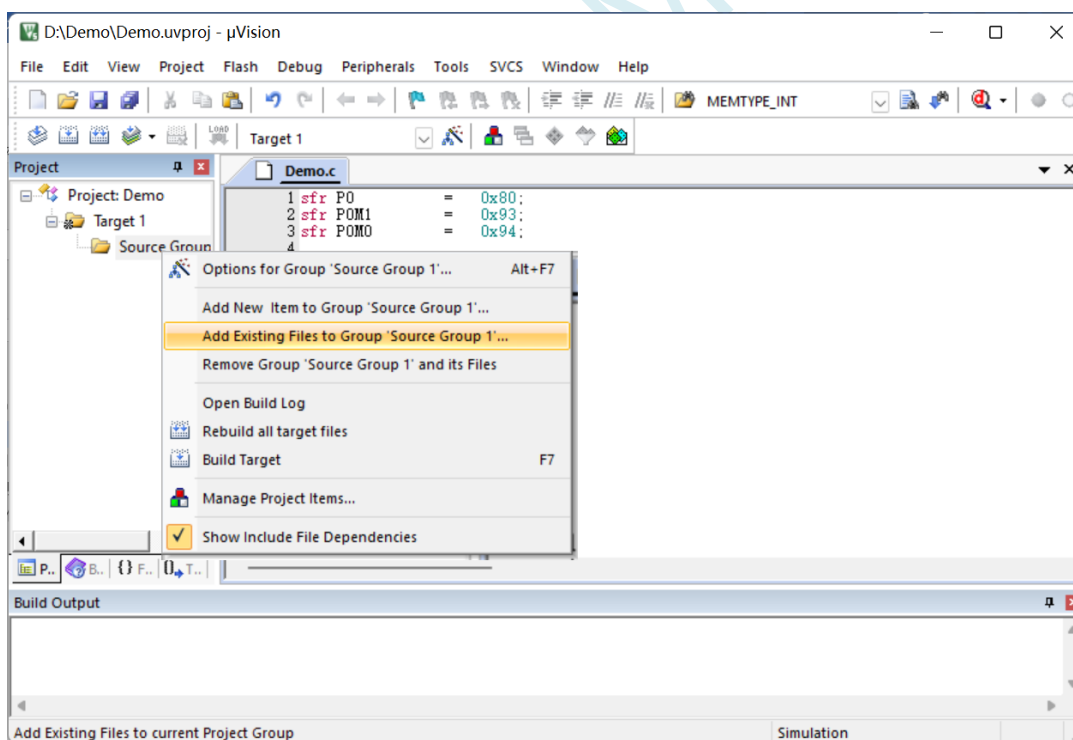 D:\Demo\Demo.uvproj - µVision
File Edit View Project Flash Debug Peripherals Tools SVCS Window Help
MEMTYPE_INT
LOAD Target 1
Project
Demo.c
Project: Demo
Target 1
Source Group
1 sfr P0 = 0x80;
2 sfr P0M1 = 0x93;
3 sfr P0M0 = 0x94;
4
Options for Group 'Source Group 1'... Alt+F7
Add New Item to Group 'Source Group 1'...
Add Existing Files to Group 'Source Group 1'...
Remove Group 'Source Group 1' and its Files
Open Build Log
Rebuild all target files
Build Target F7
Manage Project Items...
Show Include File Dependencies
P.. B.. {} F.. 0 T..
Build Output
Add Existing Files to current Project Group Simulation